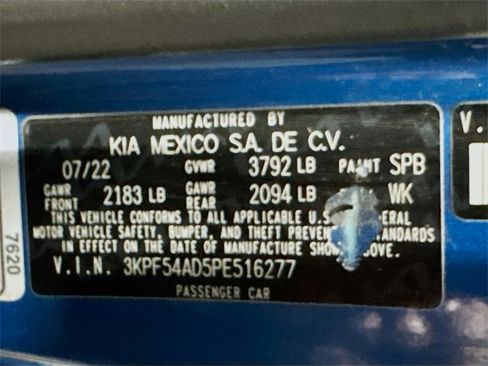 MANUFACTURED BY
KIA MEXICO S.A. DE C.V.
07/22 GVWR 3792 LB PAINT SPB
GAWR FRONT 2183 LB GAWR REAR 2094 LB WK
THIS VEHICLE CONFORMS TO ALL APPLICABLE U.S.
MOTOR VEHICLE SAFETY, BUMPER, AND THEFT STANDARDS
IN EFFECT ON THE DATE OF MANUFACTURE
V.I.N. 3KPF54AD5PE516277
PASSENGER CAR
7620
V.